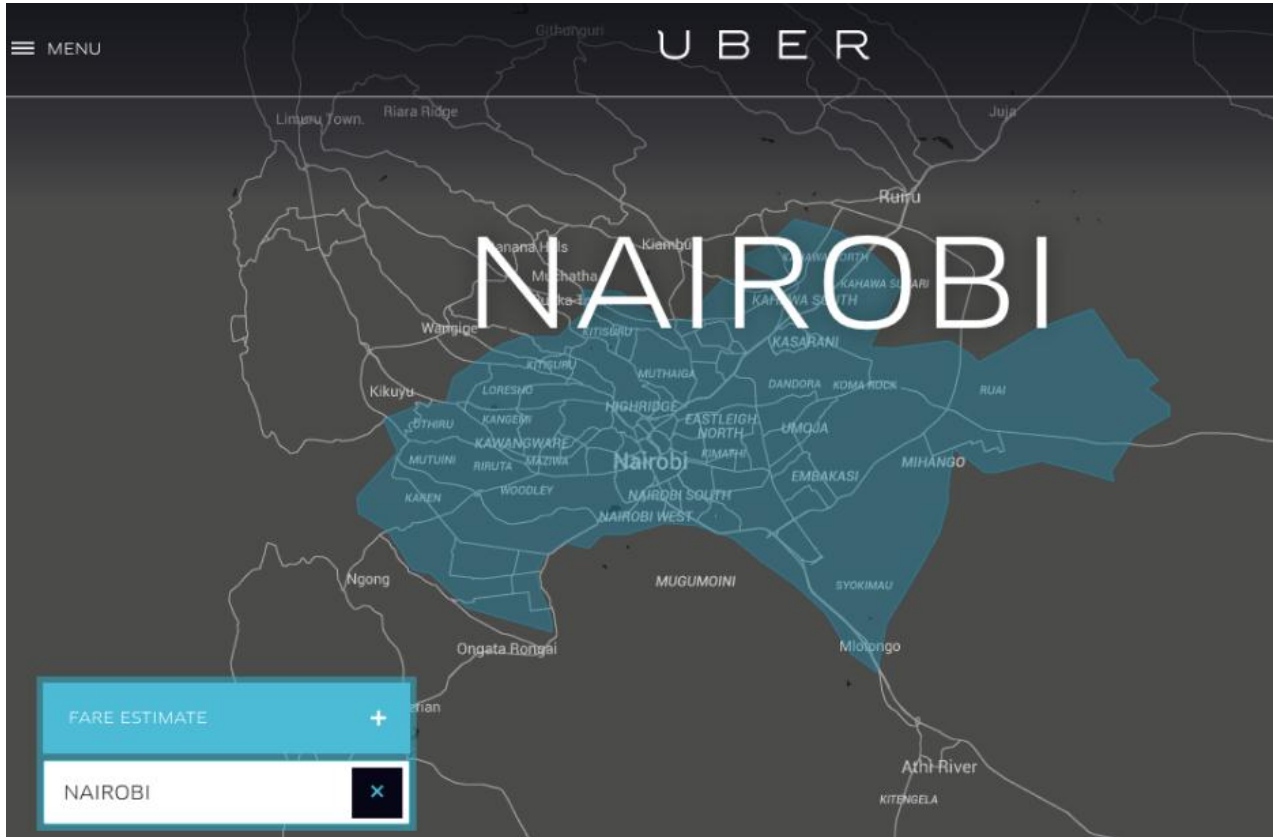 MENU
UBER
Githunguri
Limuru Town.
Riara Ridge
Juja
Ruiru
NAIROBI
Kiambu
KAHAWA NORTH
Muchatha
KAHAWA SUKARI
KAHAWA SOUTH
Wangige
KITISURU
KASARANI
KITISURU
MUTHAIGA
Kikuyu
LORESHO
DANDORA
KOMA ROCK
RUAI
HIGHRIDGE
UTHIRU
KANGEMI
EASTLEIGH
NORTH
UMOJA
KAWANGWARE
MUTUINI
RIRUTA
MAZIWA
Nairobi
KIMATHI
MIHANGO
EMBAKASI
KAREN
WOODLEY
NAIROBI SOUTH
NAIROBI WEST
Ngong
MUGUMOINI
SYOKIMAU
Ongata Rongai
Mlolongo
FARE ESTIMATE +
NAIROBI ×
Athi River
KITENGELA